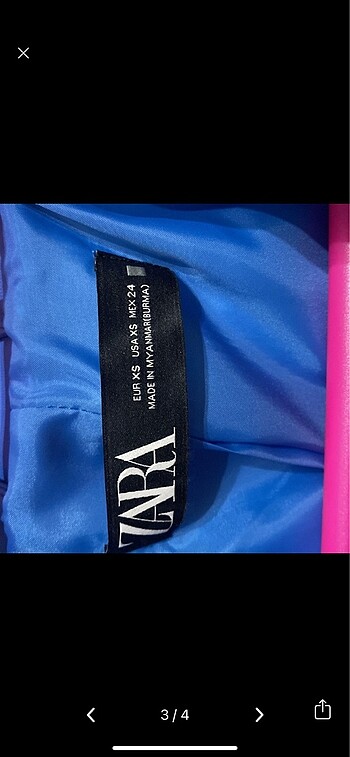 ZARA
EUR XS USA XS MEX 24
MADE IN MYANMAR(BURMA)
3 / 4